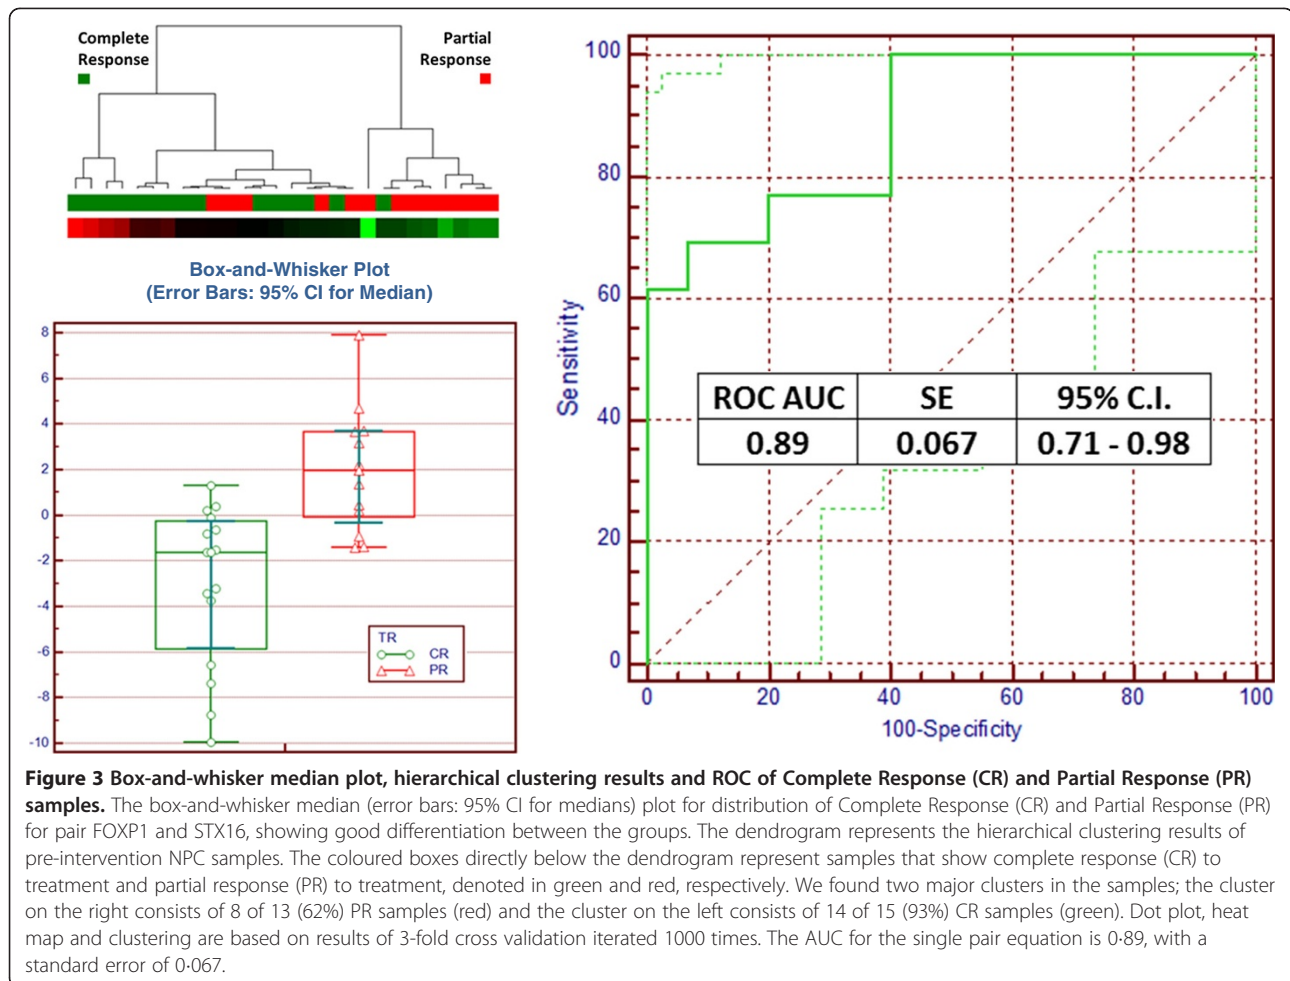 Complete
Response
Partial
Response
Box-and-Whisker Plot
(Error Bars: 95% CI for Median)
8
6
4
2
0
-2
-4
-6
-8
-10
TR
CR
PR
100
80
60
40
20
0
Sensitivity
ROC AUC SE 95% C.I.
0.89 0.067 0.71 - 0.98
0 20 40 60 80 100
100-Specificity
Figure 3 Box-and-whisker median plot, hierarchical clustering results and ROC of Complete Response (CR) and Partial Response (PR)
samples. The box-and-whisker median (error bars: 95% CI for medians) plot for distribution of Complete Response (CR) and Partial Response (PR)
for pair FOXP1 and STX16, showing good differentiation between the groups. The dendrogram represents the hierarchical clustering results of
pre-intervention NPC samples. The coloured boxes directly below the dendrogram represent samples that show complete response (CR) to
treatment and partial response (PR) to treatment, denoted in green and red, respectively. We found two major clusters in the samples; the cluster
on the right consists of 8 of 13 (62%) PR samples (red) and the cluster on the left consists of 14 of 15 (93%) CR samples (green). Dot plot, heat
map and clustering are based on results of 3-fold cross validation iterated 1000 times. The AUC for the single pair equation is 0·89, with a
standard error of 0·067.